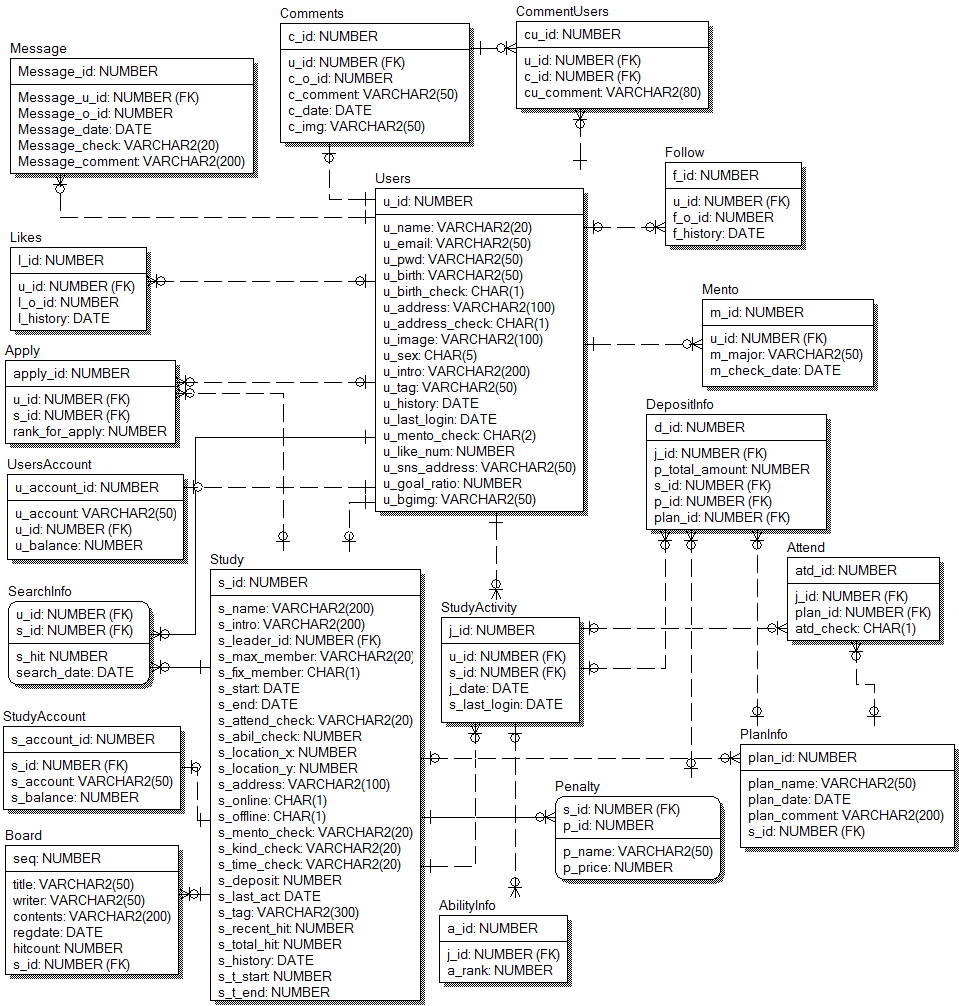 Comments
c_id: NUMBER
u_id: NUMBER (FK)
c_o_id: NUMBER
c_comment: VARCHAR2(50)
c_date: DATE
c_img: VARCHAR2(50)
CommentUsers
cu_id: NUMBER
u_id: NUMBER (FK)
c_id: NUMBER (FK)
cu_comment: VARCHAR2(80)
Message
Message_id: NUMBER
Message_u_id: NUMBER (FK)
Message_o_id: NUMBER
Message_date: DATE
Message_check: VARCHAR2(20)
Message_comment: VARCHAR2(200)
Follow
f_id: NUMBER
u_id: NUMBER (FK)
f_o_id: NUMBER
f_history: DATE
Users
u_id: NUMBER
u_name: VARCHAR2(20)
u_email: VARCHAR2(50)
u_pwd: VARCHAR2(50)
u_birth: VARCHAR2(50)
u_birth_check: CHAR(1)
u_address: VARCHAR2(100)
u_address_check: CHAR(1)
u_image: VARCHAR2(100)
u_sex: CHAR(5)
u_intro: VARCHAR2(200)
u_tag: VARCHAR2(50)
u_history: DATE
u_last_login: DATE
u_mento_check: CHAR(2)
u_like_num: NUMBER
u_sns_address: VARCHAR2(50)
u_goal_ratio: NUMBER
u_bgimg: VARCHAR2(50)
Likes
l_id: NUMBER
u_id: NUMBER (FK)
l_o_id: NUMBER
l_history: DATE
Mento
m_id: NUMBER
u_id: NUMBER (FK)
m_major: VARCHAR2(50)
m_check_date: DATE
Apply
apply_id: NUMBER
u_id: NUMBER (FK)
s_id: NUMBER (FK)
rank_for_apply: NUMBER
DepositInfo
d_id: NUMBER
j_id: NUMBER (FK)
p_total_amount: NUMBER
s_id: NUMBER (FK)
p_id: NUMBER (FK)
plan_id: NUMBER (FK)
UsersAccount
u_account_id: NUMBER
u_account: VARCHAR2(50)
u_id: NUMBER (FK)
u_balance: NUMBER
Attend
atd_id: NUMBER
j_id: NUMBER (FK)
plan_id: NUMBER (FK)
atd_check: CHAR(1)
Study
s_id: NUMBER
s_name: VARCHAR2(200)
s_intro: VARCHAR2(200)
s_leader_id: NUMBER (FK)
s_max_member: VARCHAR2(20)
s_fix_member: CHAR(1)
s_start: DATE
s_end: DATE
s_attend_check: VARCHAR2(20)
s_abil_check: NUMBER
s_location_x: NUMBER
s_location_y: NUMBER
s_address: VARCHAR2(100)
s_online: CHAR(1)
s_offline: CHAR(1)
s_mento_check: VARCHAR2(20)
s_kind_check: VARCHAR2(20)
s_time_check: VARCHAR2(20)
s_deposit: NUMBER
s_last_act: DATE
s_tag: VARCHAR2(300)
s_recent_hit: NUMBER
s_total_hit: NUMBER
s_history: DATE
s_t_start: NUMBER
s_t_end: NUMBER
SearchInfo
u_id: NUMBER (FK)
s_id: NUMBER (FK)
s_hit: NUMBER
search_date: DATE
StudyActivity
j_id: NUMBER
u_id: NUMBER (FK)
s_id: NUMBER (FK)
j_date: DATE
s_last_login: DATE
StudyAccount
s_account_id: NUMBER
s_id: NUMBER (FK)
s_account: VARCHAR2(50)
s_balance: NUMBER
PlanInfo
plan_id: NUMBER
plan_name: VARCHAR2(50)
plan_date: DATE
plan_comment: VARCHAR2(200)
s_id: NUMBER (FK)
Penalty
s_id: NUMBER (FK)
p_id: NUMBER
p_name: VARCHAR2(50)
p_price: NUMBER
Board
seq: NUMBER
title: VARCHAR2(50)
writer: VARCHAR2(50)
contents: VARCHAR2(200)
regdate: DATE
hitcount: NUMBER
s_id: NUMBER (FK)
AbilityInfo
a_id: NUMBER
j_id: NUMBER (FK)
a_rank: NUMBER